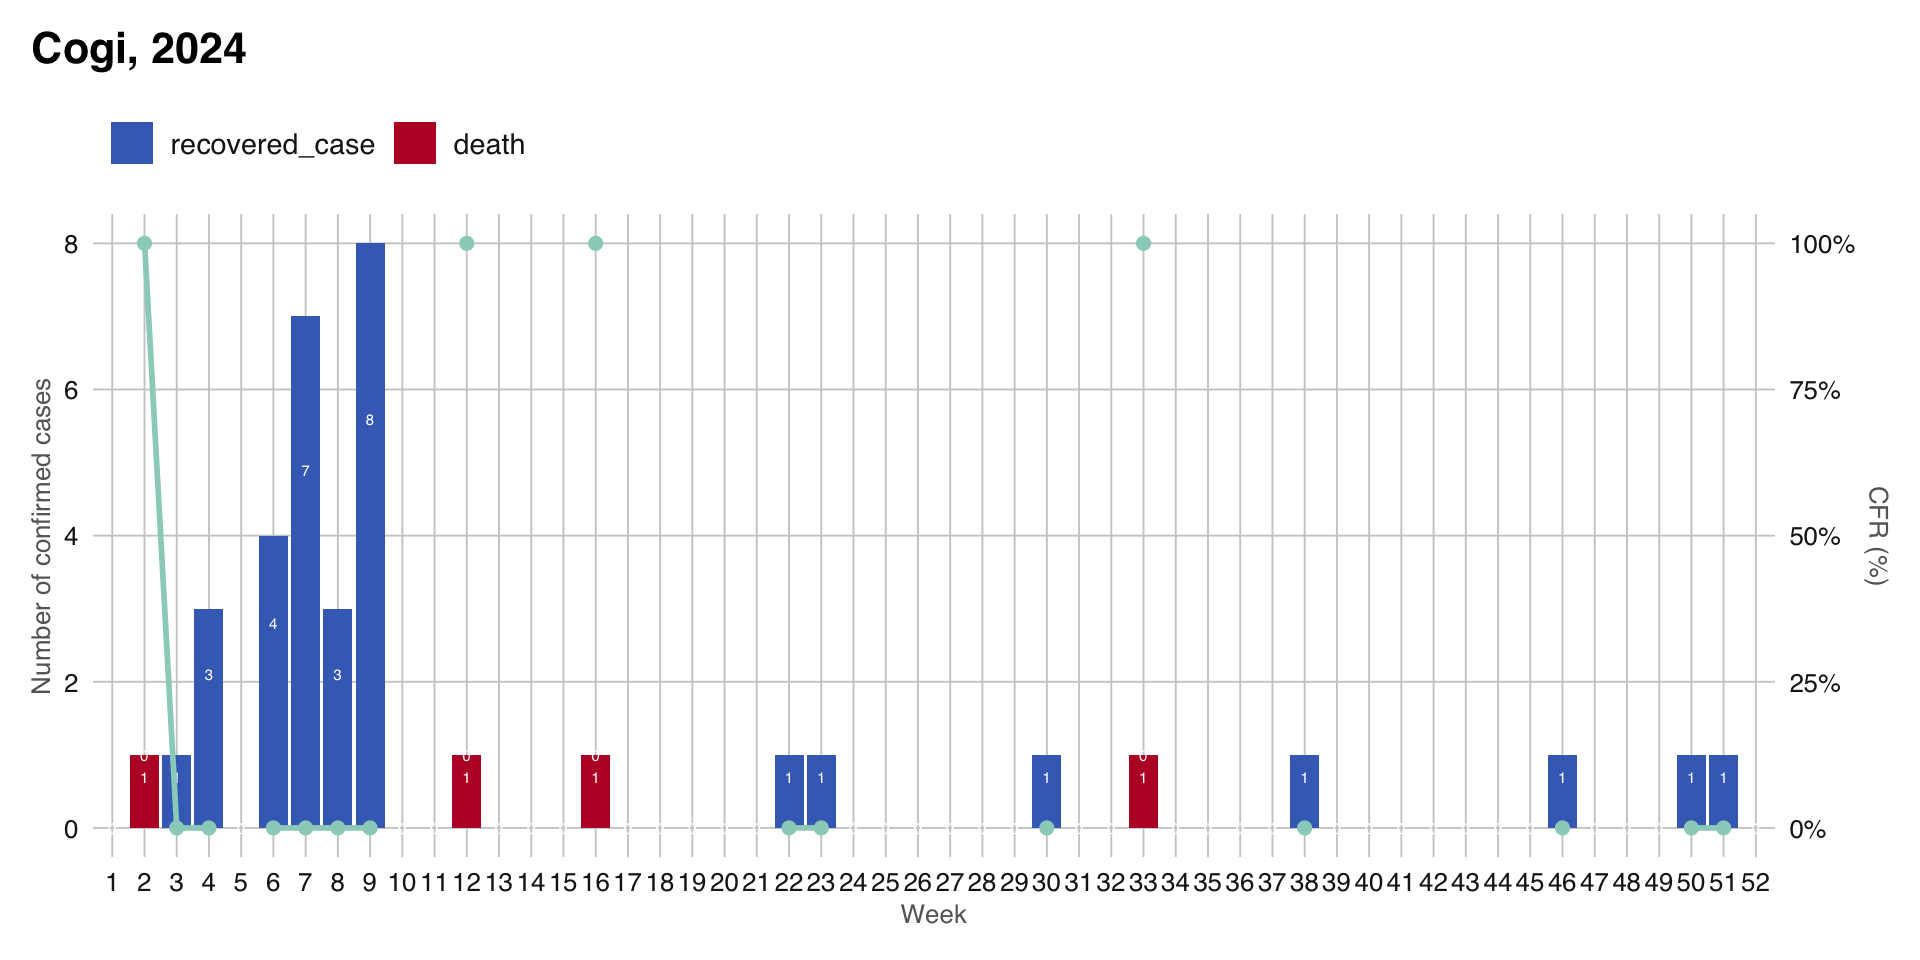 Cogi, 2024
recovered_case death
8 100%
6 75%
4 50%
2 25%
0 0%
Number of confirmed cases
CFR (%)
8
7
4
3 3
0 0 0 0
1 1 1 1 1 1 1 1 1 1 1 1
1 2 3 4 5 6 7 8 9 10 11 12 13 14 15 16 17 18 19 20 21 22 23 24 25 26 27 28 29 30 31 32 33 34 35 36 37 38 39 40 41 42 43 44 45 46 47 48 49 50 51 52
Week